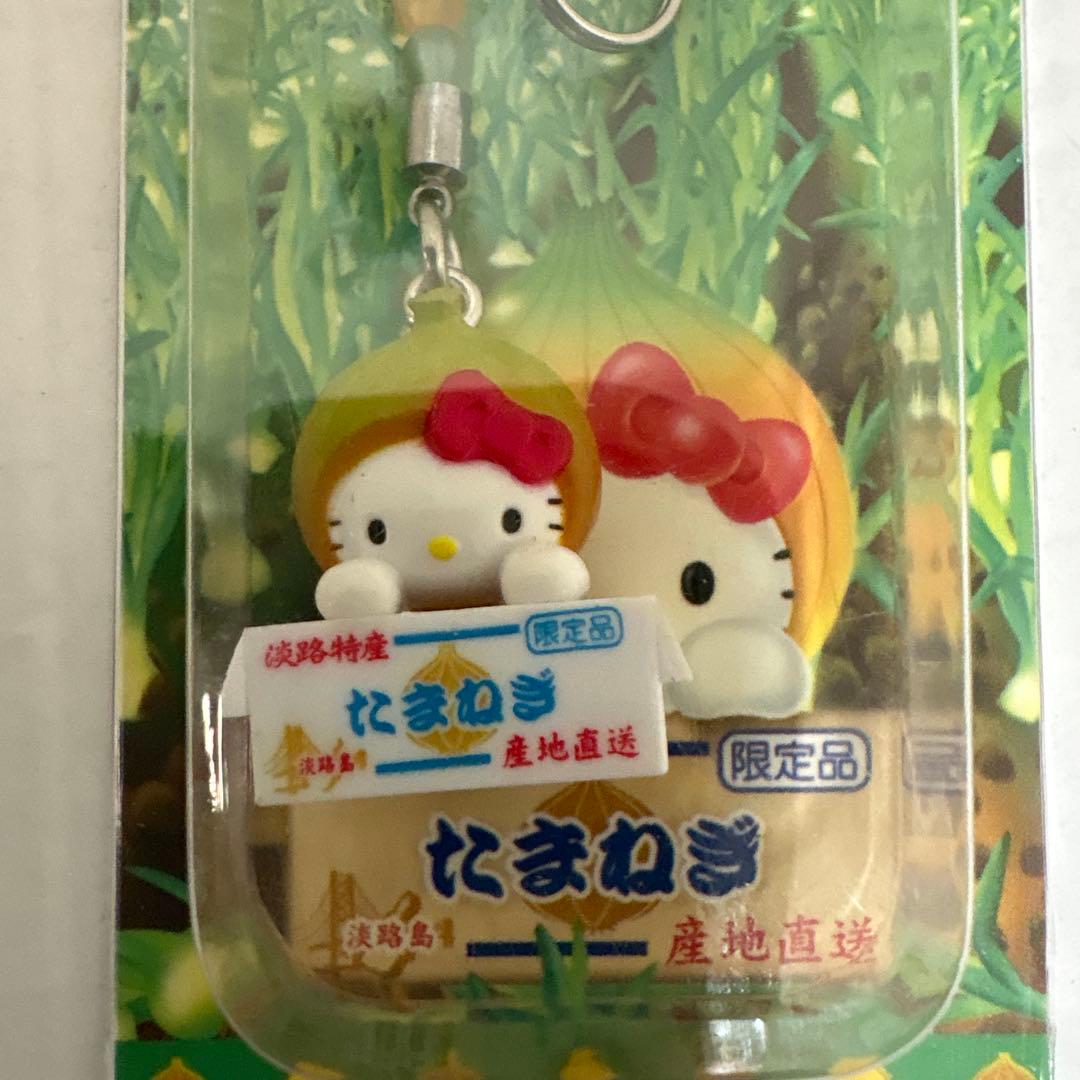 淡路特産 限定品
たまねぎ
淡路島 産地直送
限定品
たまねぎ
淡路島 産地直送